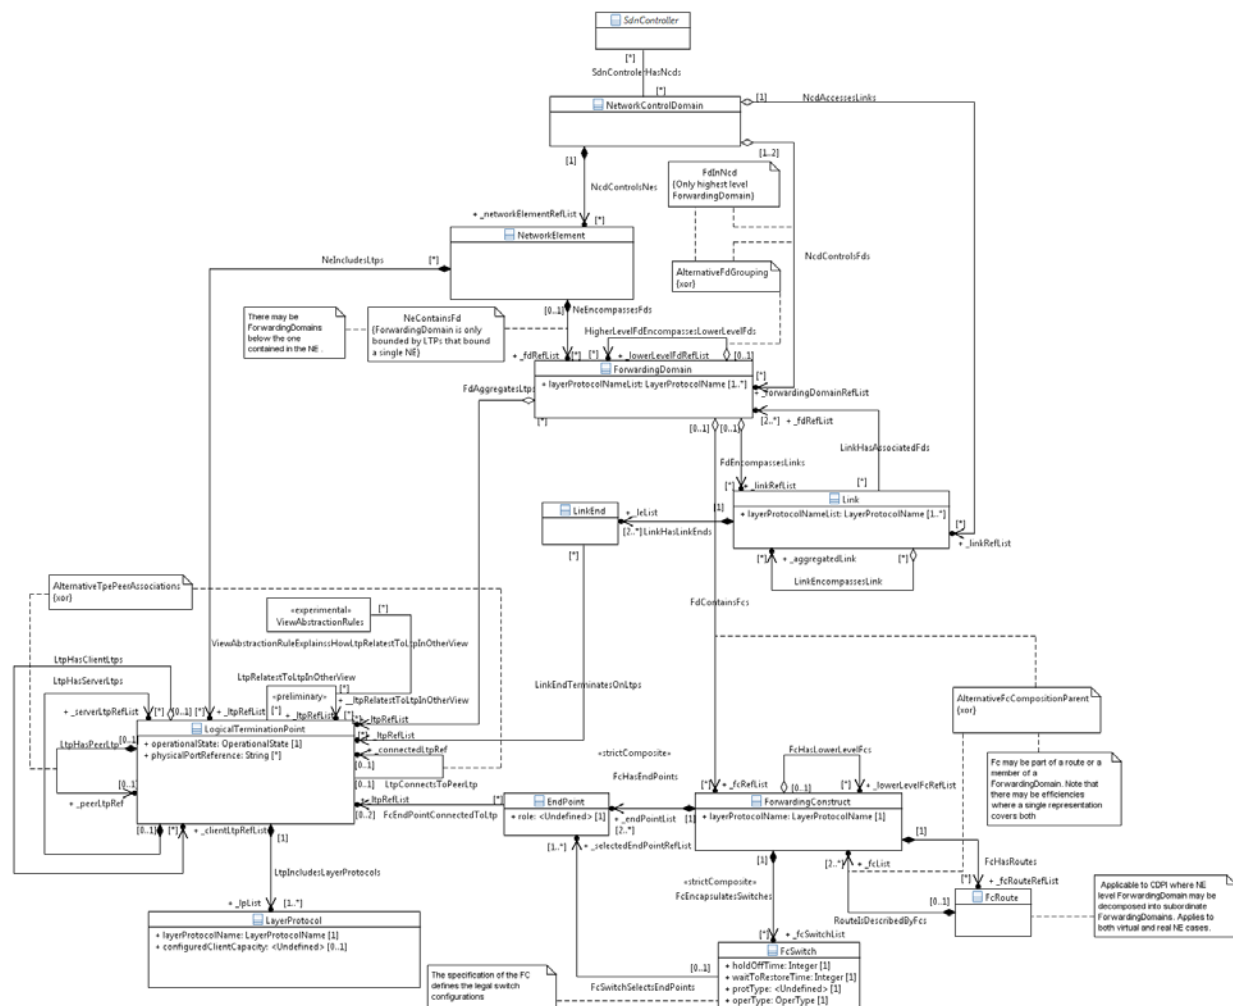 SdnController
[*]
SdnControlerHasNcds
[*]
NetworkControlDomain
[1]
NcdAccessesLinks
[1]
[1..2]
FdInNcd
{Only highest level
ForwardingDomain}
NcdControlsNes
+ _networkElementRefList
[*]
NetworkElement
NcdControlsFds
NeIncludesLtps
[*]
AlternativeFdGrouping
{xor}
[0..1]
NeEncompassesFds
There may be
ForwardingDomains
below the one
contained in the NE .
NeContainsFd
{ForwardingDomain is only
bounded by LTPs that bound
a single NE}
HigherLevelFdEncompassesLowerLevelFds
+ _fdRefList
[*]
[*]
+ _lowerLevelFdRefList
[0..1]
ForwardingDomain
+ layerProtocolNameList: LayerProtocolName [1..*]
[*]
+ _forwardingDomainRefList
FdAggregatesLtps
[*]
[0..1]
[0..1]
[2..*]
+ _fdRefList
LinkHasAssociatedFds
FdEncompassesLinks
[*]
+ _linkRefList
[*]
Link
+ layerProtocolNameList: LayerProtocolName [1..*]
LinkEnd
+ _leList
[1]
[2..*]
LinkHasLinkEnds
[*]
+ _linkRefList
[*]
+ _aggregatedLink
[*]
[*]
LinkEncompassesLink
AlternativeTpePeerAssociations
{xor}
«experimental»
ViewAbstractionRules
[*]
FdContainsFcs
ViewAbstractionRuleExplainssHowLtpRelatestToLtpInOtherView
LtpHasClientLtps
LtpHasServerLtps
LtpRelatestToLtpInOtherView
«preliminary»
[*]
+ _ltpRelatestToLtpInOtherView
LinkEndTerminatesOnLtps
AlternativeFcCompositionParent
{xor}
+ _serverLtpRefList
[*]
[0..1]
[*]
+ _ltpRefList
[*]
+ _ltpRefList
[*]
+ _ltpRefList
LogicalTerminationPoint
+ operationalState: OperationalState [1]
+ physicalPortReference: String [*]
[*]
+ _ltpRefList
+ _connectedLtpRef
[0..1]
[0..1]
LtpConnectsToPeerLtp
LtpHasPeerLtp
[0..1]
[0..1]
+ _peerLtpRef
«strictComposite»
FcHasEndPoints
FcHasLowerLevelFcs
Fc may be part of a route or a
member of a
ForwardingDomain. Note that
there may be efficiencies
where a single representation
covers both
[*]
+ _fcRefList
[0..1]
[*]
+ _lowerLevelFcRefList
+ _ltpRefList
[*]
[0..2]
FcEndPointConnectedToLtp
EndPoint
+ role: <Undefined> [1]
+ _endPointList
[1]
[2..*]
ForwardingConstruct
+ layerProtocolName: LayerProtocolName [1]
[1]
[0..1]
[*]
+ _clientLtpRefList
[1]
[1..*]
+ _selectedEndPointRefList
[1]
[2..*]
+ _fcList
FcHasRoutes
[*]
+ _fcRouteRefList
LtpIncludesLayerProtocols
«strictComposite»
FcEncapsulatesSwitches
FcRoute
[0..1]
RouteIsDescribedByFcs
Applicable to CDPI where NE
level ForwardingDomain may be
decomposed into subordinate
ForwardingDomains. Applies to
both virtual and real NE cases.
+ _lpList
[1..*]
LayerProtocol
+ layerProtocolName: LayerProtocolName [1]
+ configuredClientCapacity: <Undefined> [0..1]
[*]
+ _fcSwitchList
FcSwitch
+ holdOffTime: Integer [1]
+ waitToRestoreTime: Integer [1]
+ protType: <Undefined> [1]
+ operType: OperType [1]
[0..1]
FcSwitchSelectsEndPoints
The specification of the FC
defines the legal switch
configurations